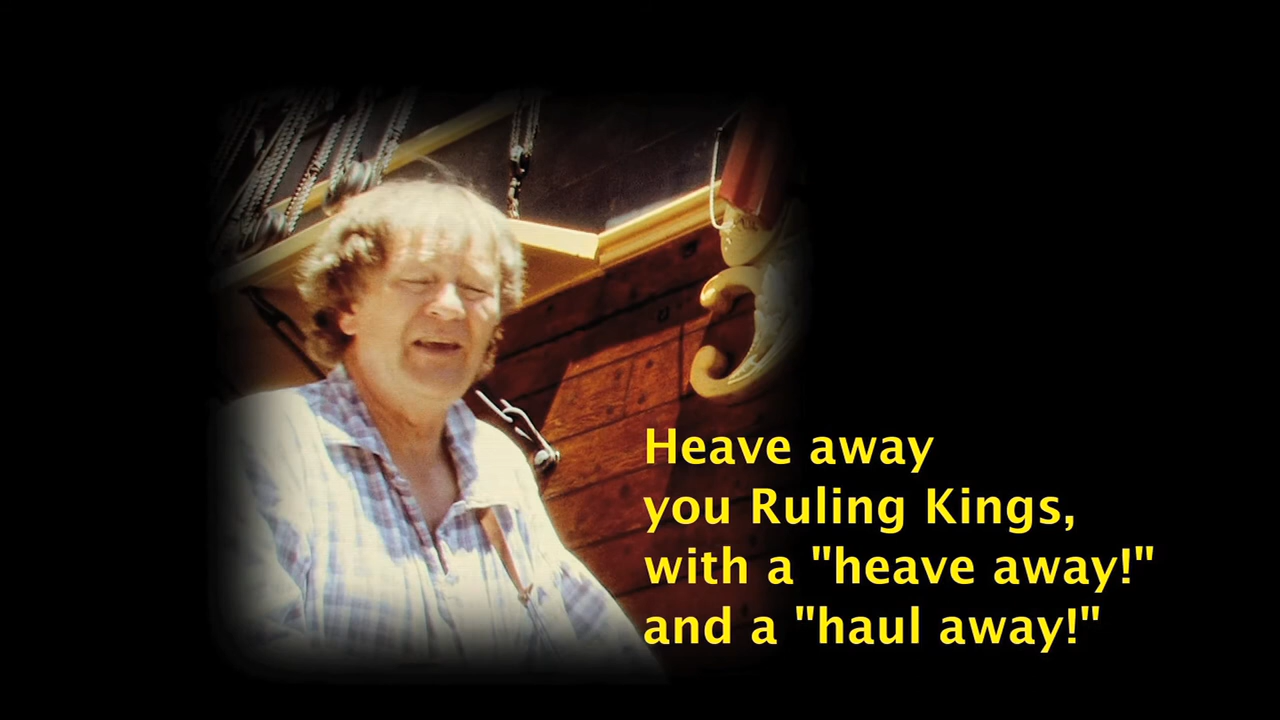 Heave away
you Ruling Kings,
with a "heave away!"
and a "haul away!"